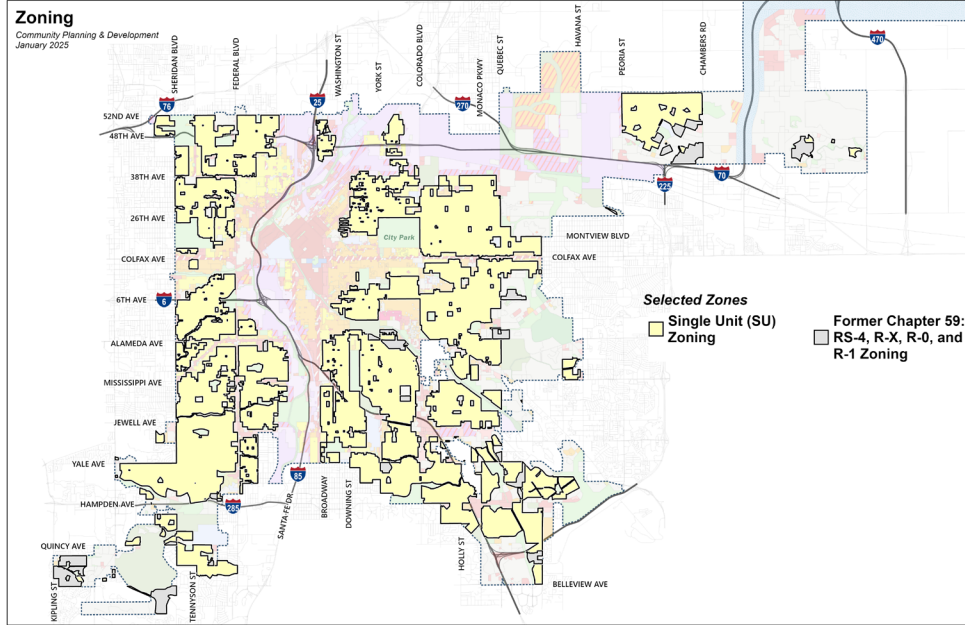 Zoning
Community Planning & Development
January 2025
SHERIDAN BLVD
FEDERAL BLVD
WASHINGTON ST
YORK ST
COLORADO BLVD
MONACO PKWY
QUEBEC ST
HAVANA ST
PEORIA ST
CHAMBERS RD
470
76
25
270
52ND AVE
48TH AVE
38TH AVE
225
70
26TH AVE
City Park
MONTVIEW BLVD
COLFAX AVE
COLFAX AVE
6TH AVE
6
Selected Zones
Single Unit (SU)
Zoning
Former Chapter 59:
RS-4, R-X, R-0, and
R-1 Zoning
ALAMEDA AVE
MISSISSIPPI AVE
JEWELL AVE
YALE AVE
85
HAMPDEN AVE
285
SANTA FE DR
BROADWAY
DOWNING ST
HOLLY ST
QUINCY AVE
KIPLING ST
TENNYSON ST
BELLEVIEW AVE